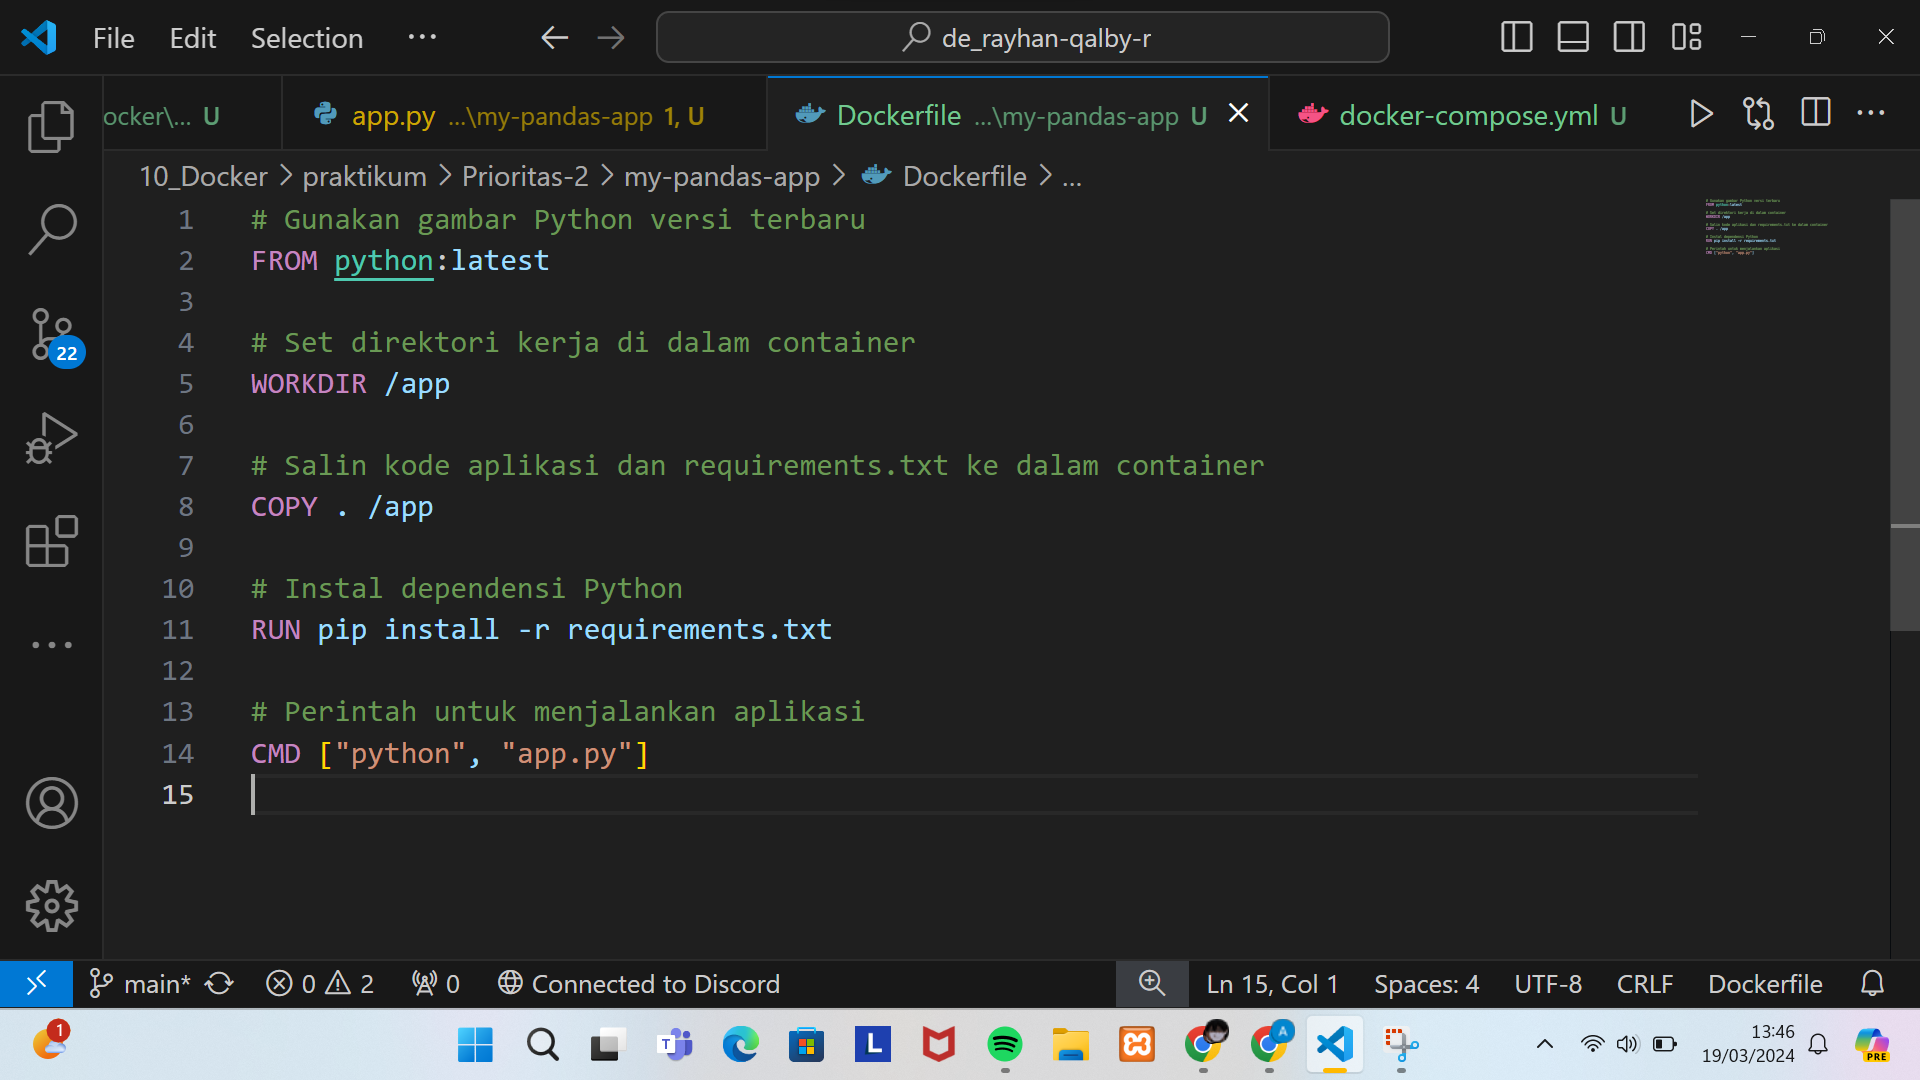 File Edit Selection ...
de_rayhan-qalby-r
ocker\... U
app.py ...\my-pandas-app 1, U
Dockerfile ...\my-pandas-app U
docker-compose.yml U
10_Docker > praktikum > Prioritas-2 > my-pandas-app > Dockerfile > ...
1 # Gunakan gambar Python versi terbaru
2 FROM python:latest
3
4 # Set direktori kerja di dalam container
5 WORKDIR /app
6
7 # Salin kode aplikasi dan requirements.txt ke dalam container
8 COPY . /app
9
10 # Instal dependensi Python
11 RUN pip install -r requirements.txt
12
13 # Perintah untuk menjalankan aplikasi
14 CMD ["python", "app.py"]
15
22
main* 0 2 0 Connected to Discord Ln 15, Col 1 Spaces: 4 UTF-8 CRLF Dockerfile
1
T
L
A
13:46
19/03/2024
PRE